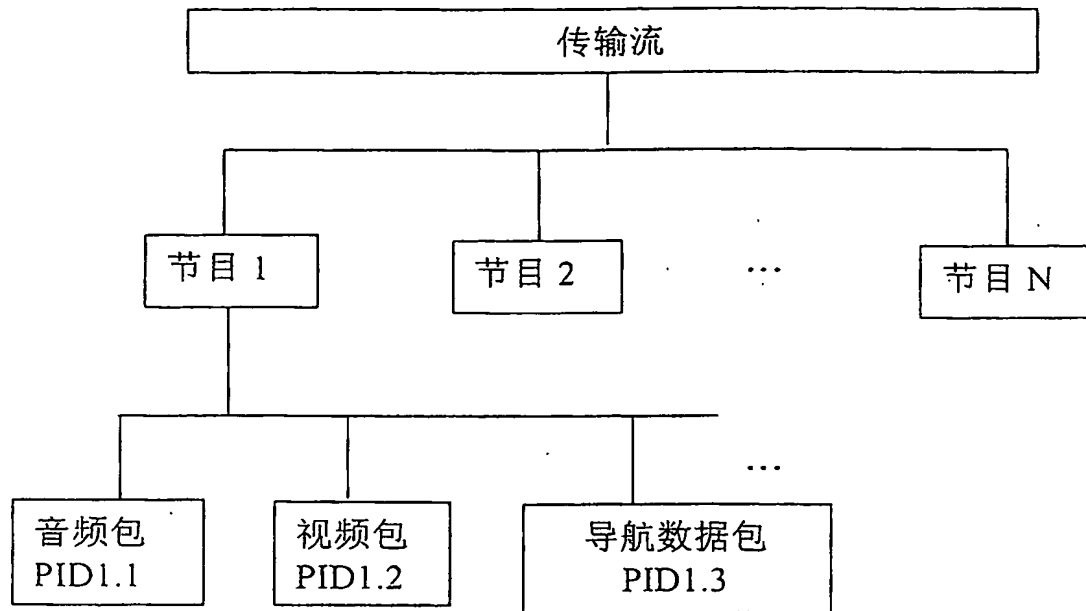 传输流
节目 1
节目 2
...
节目 N
...
音频包
PID1.1
视频包
PID1.2
导航数据包
PID1.3